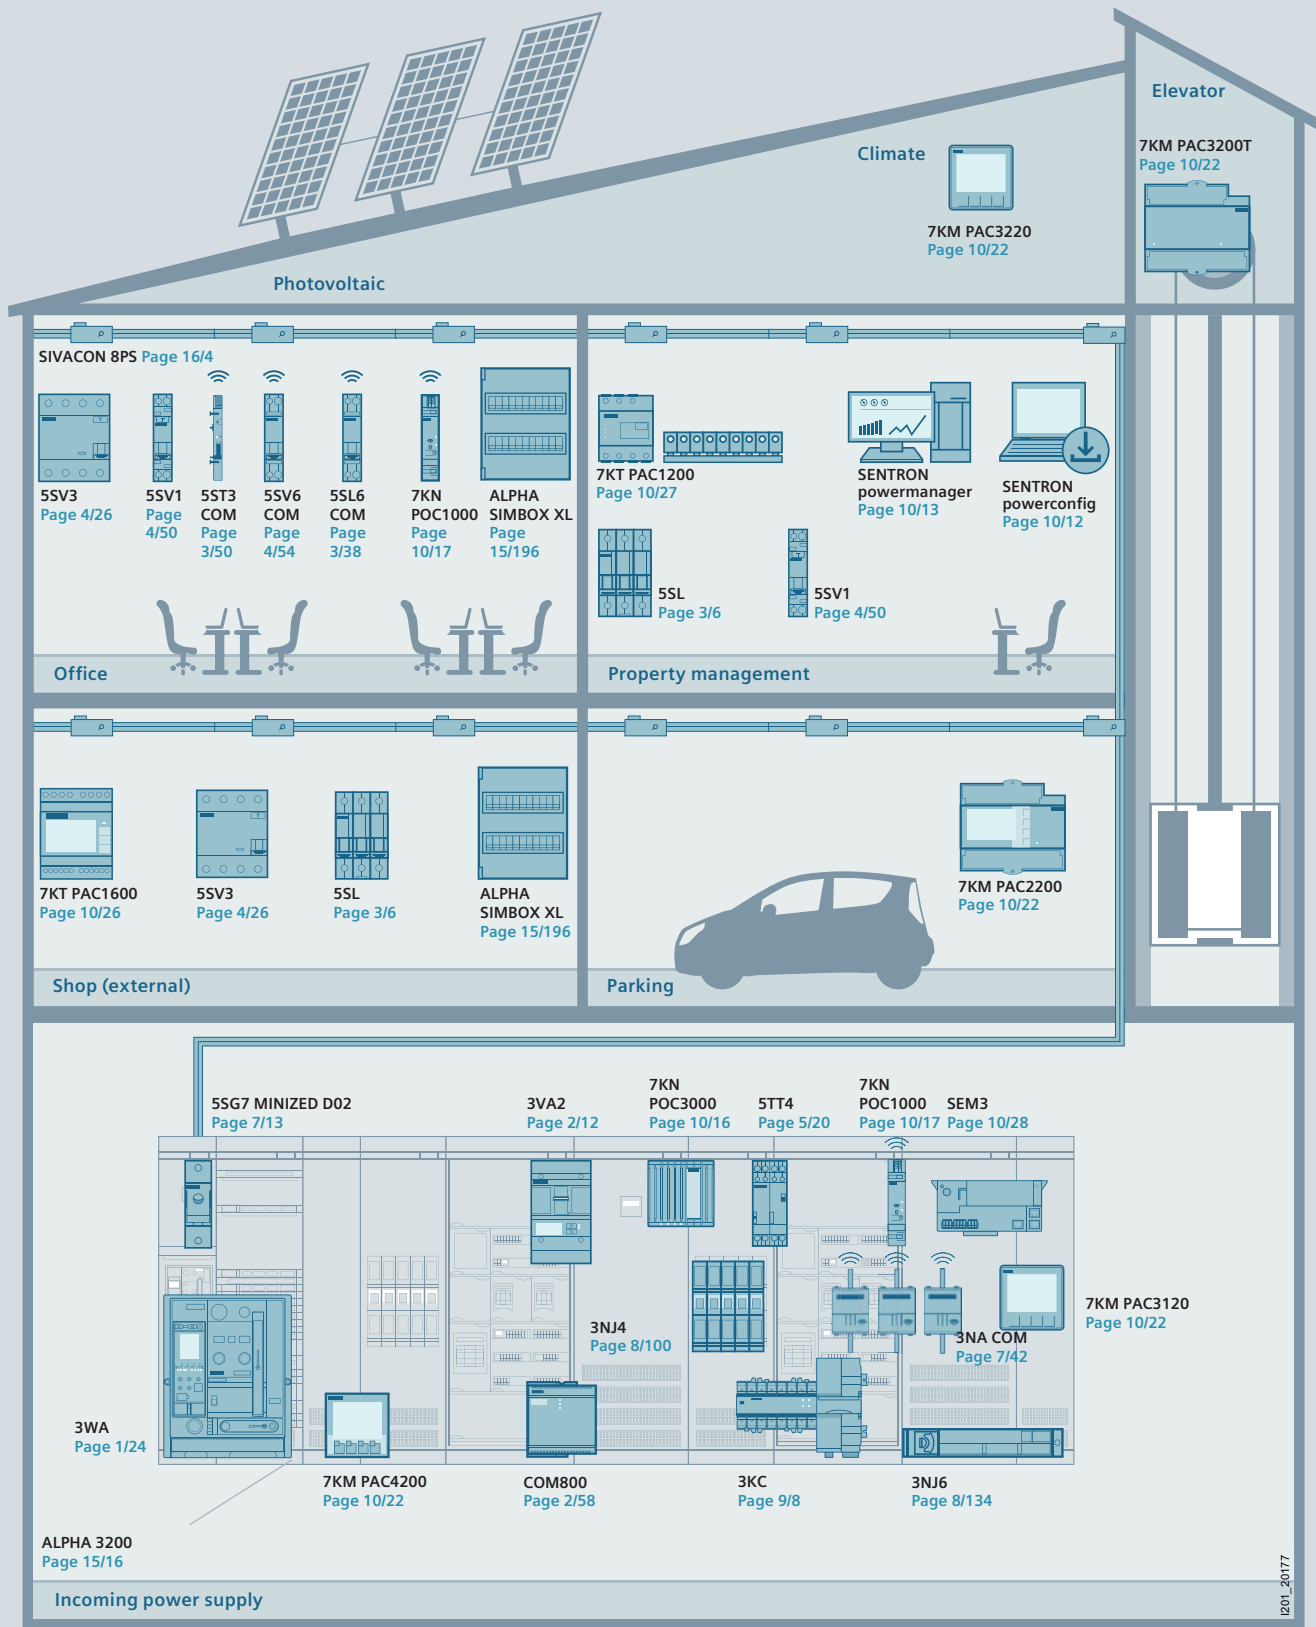 Elevator
7KM PAC3200T
Page 10/22
Climate
7KM PAC3220
Page 10/22
Photovoltaic
SIVACON 8PS Page 16/4
5SV3
Page 4/26
5SV1
Page
4/50
5ST3
COM
Page
3/50
5SV6
COM
Page
4/54
5SL6
COM
Page
3/38
7KN
POC1000
Page
10/17
ALPHA
SIMBOX XL
Page
15/196
Office
7KT PAC1200
Page 10/27
SENTRON
powermanager
Page 10/13
SENTRON
powerconfig
Page 10/12
5SL
Page 3/6
5SV1
Page 4/50
Property management
7KT PAC1600
Page 10/26
5SV3
Page 4/26
5SL
Page 3/6
ALPHA
SIMBOX XL
Page 15/196
Shop (external)
7KM PAC2200
Page 10/22
Parking
5SG7 MINIZED D02
Page 7/13
3VA2
Page 2/12
7KN
POC3000
Page 10/16
5TT4
Page 5/20
7KN
POC1000
Page 10/17
SEM3
Page 10/28
3NJ4
Page 8/100
7KM PAC3120
Page 10/22
3NA COM
Page 7/42
3WA
Page 1/24
7KM PAC4200
Page 10/22
COM800
Page 2/58
3KC
Page 9/8
3NJ6
Page 8/134
ALPHA 3200
Page 15/16
Incoming power supply
I201_20177